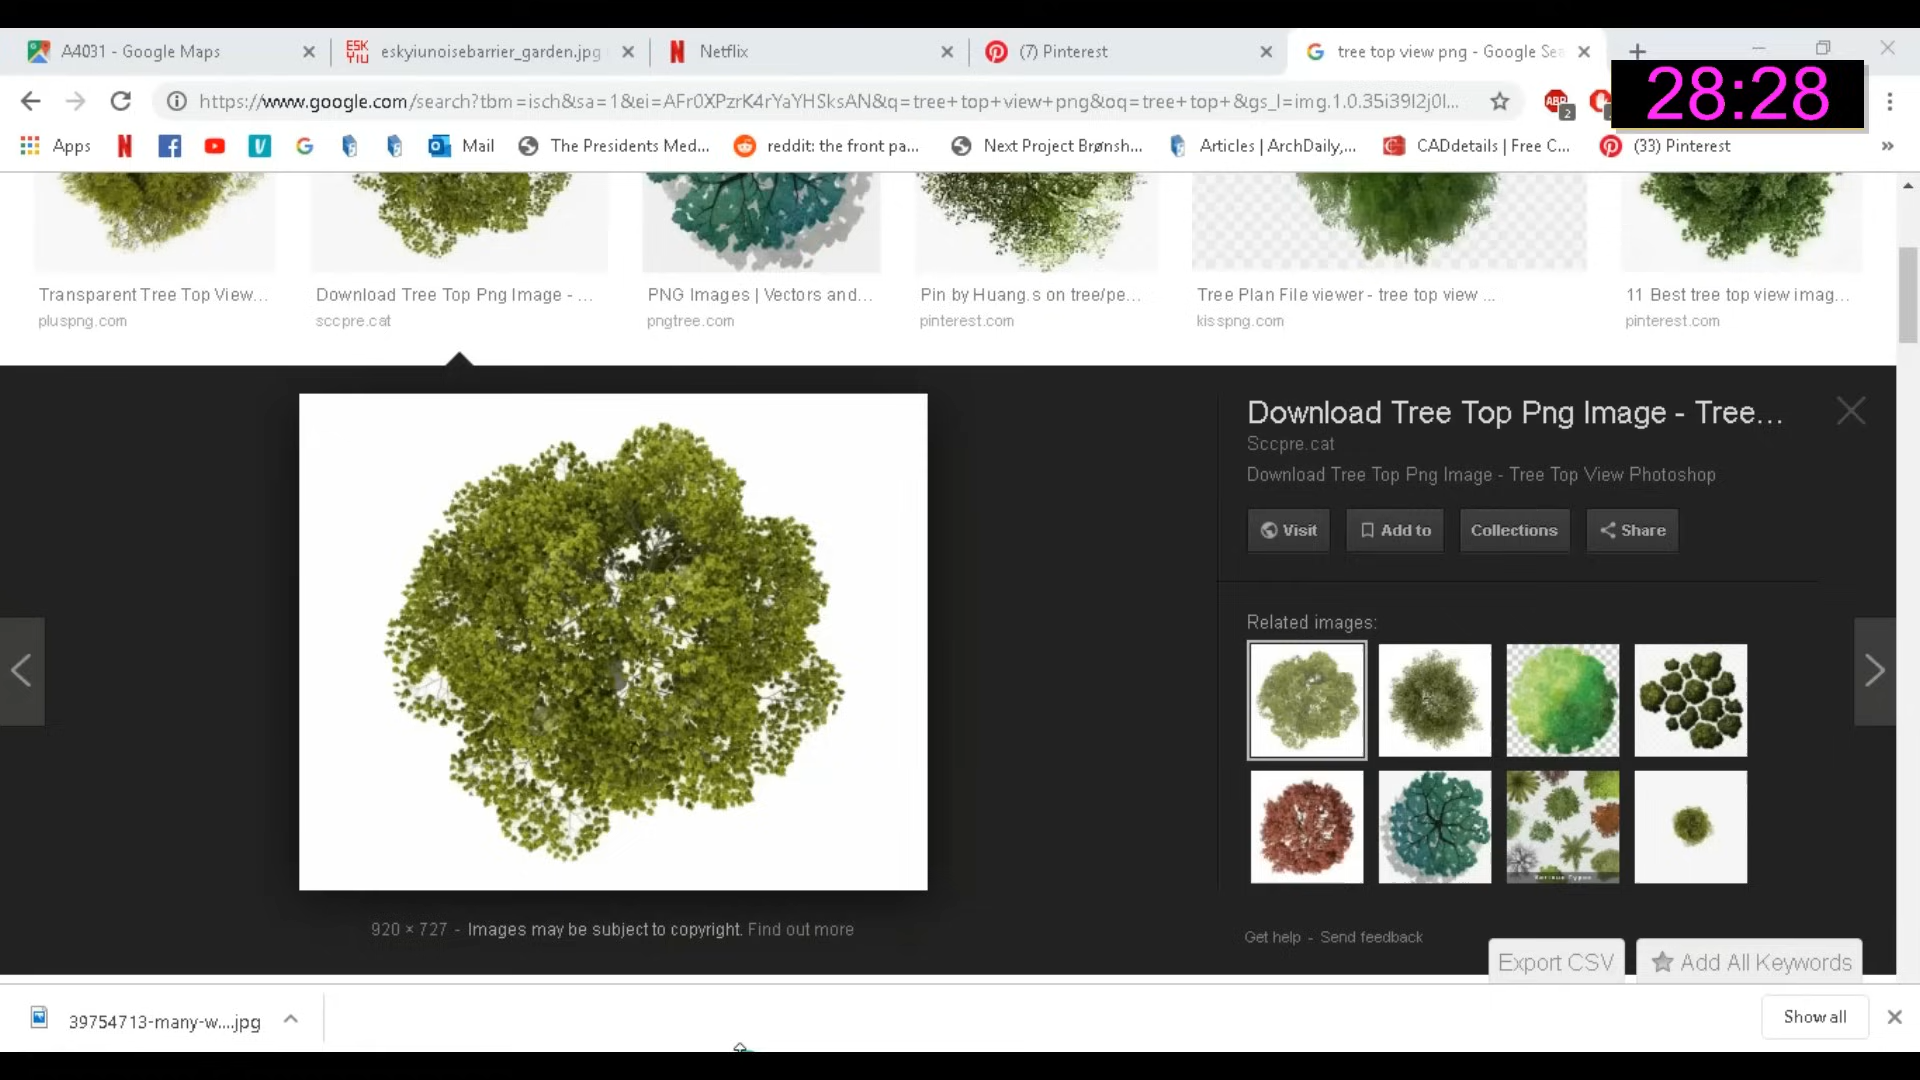 A4031 - Google Maps
ESK YIU
eskyiunoisebarrier_garden.jpg
Netflix
(7) Pinterest
tree top view png - Google Sea
28:28
https://www.google.com/search?tbm=isch&sa=1&ei=AFr0XPzrK4rYaYHSksAN&q=tree+top+view+png&oq=tree+top+&gs_l=img.1.0.35i39l2j0l...
ABP
2
Apps
Mail
The Presidents Med...
reddit: the front pa...
Next Project Brønsh...
Articles | ArchDaily,...
CADdetails | Free C...
(33) Pinterest
Transparent Tree Top View...
pluspng.com
Download Tree Top Png Image - ...
sccpre.cat
PNG Images | Vectors and...
pngtree.com
Pin by Huang.s on tree/pe...
pinterest.com
Tree Plan File viewer - tree top view ...
kisspng.com
11 Best tree top view imag...
pinterest.com
Download Tree Top Png Image - Tree...
Sccpre.cat
Download Tree Top Png Image - Tree Top View Photoshop
Visit
Add to
Collections
Share
Related images:
920 × 727 - Images may be subject to copyright. Find out more
Get help - Send feedback
Export CSV
Add All Keywords
39754713-many-w....jpg
Show all